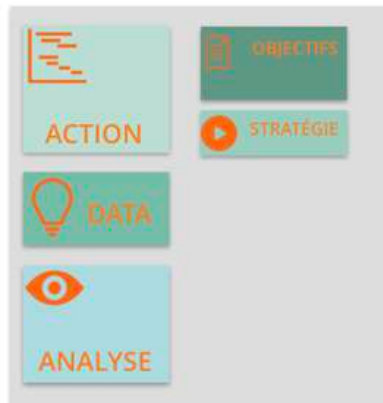 ACTION
DATA
ANALYSE
OBJECTIFS
STRATÉGIE